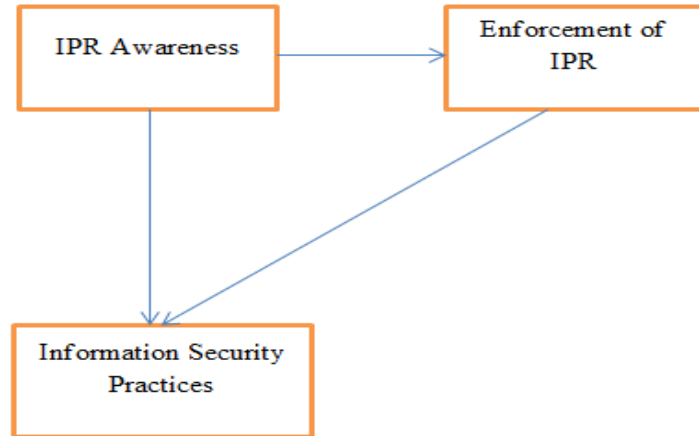 IPR Awareness
Enforcement of
IPR
Information Security
Practices